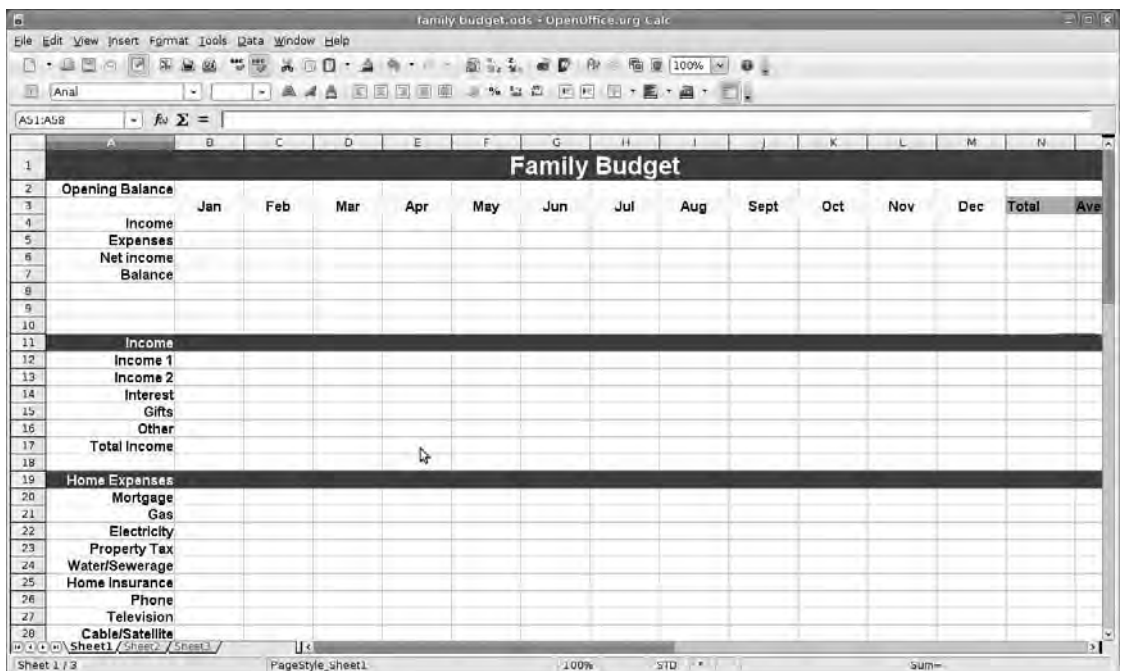 family budget.ods - OpenOffice.org Calc
File Edit View Insert Format Tools Data Window Help
100%
Arial
A51:A58 Σ =
A B C D E F G H I J K L M N
1 Family Budget
2 Opening Balance
3 Jan Feb Mar Apr May Jun Jul Aug Sept Oct Nov Dec Total Ave
4 Income
5 Expenses
6 Net income
7 Balance
8
9
10
11 Income
12 Income 1
13 Income 2
14 Interest
15 Gifts
16 Other
17 Total Income
18
19 Home Expenses
20 Mortgage
21 Gas
22 Electricity
23 Property Tax
24 Water/Sewerage
25 Home Insurance
26 Phone
27 Television
28 Cable/Satellite
Sheet1 Sheet2 Sheet3
Sheet 1 / 3 PageStyle_Sheet1 100% STD * Sum=